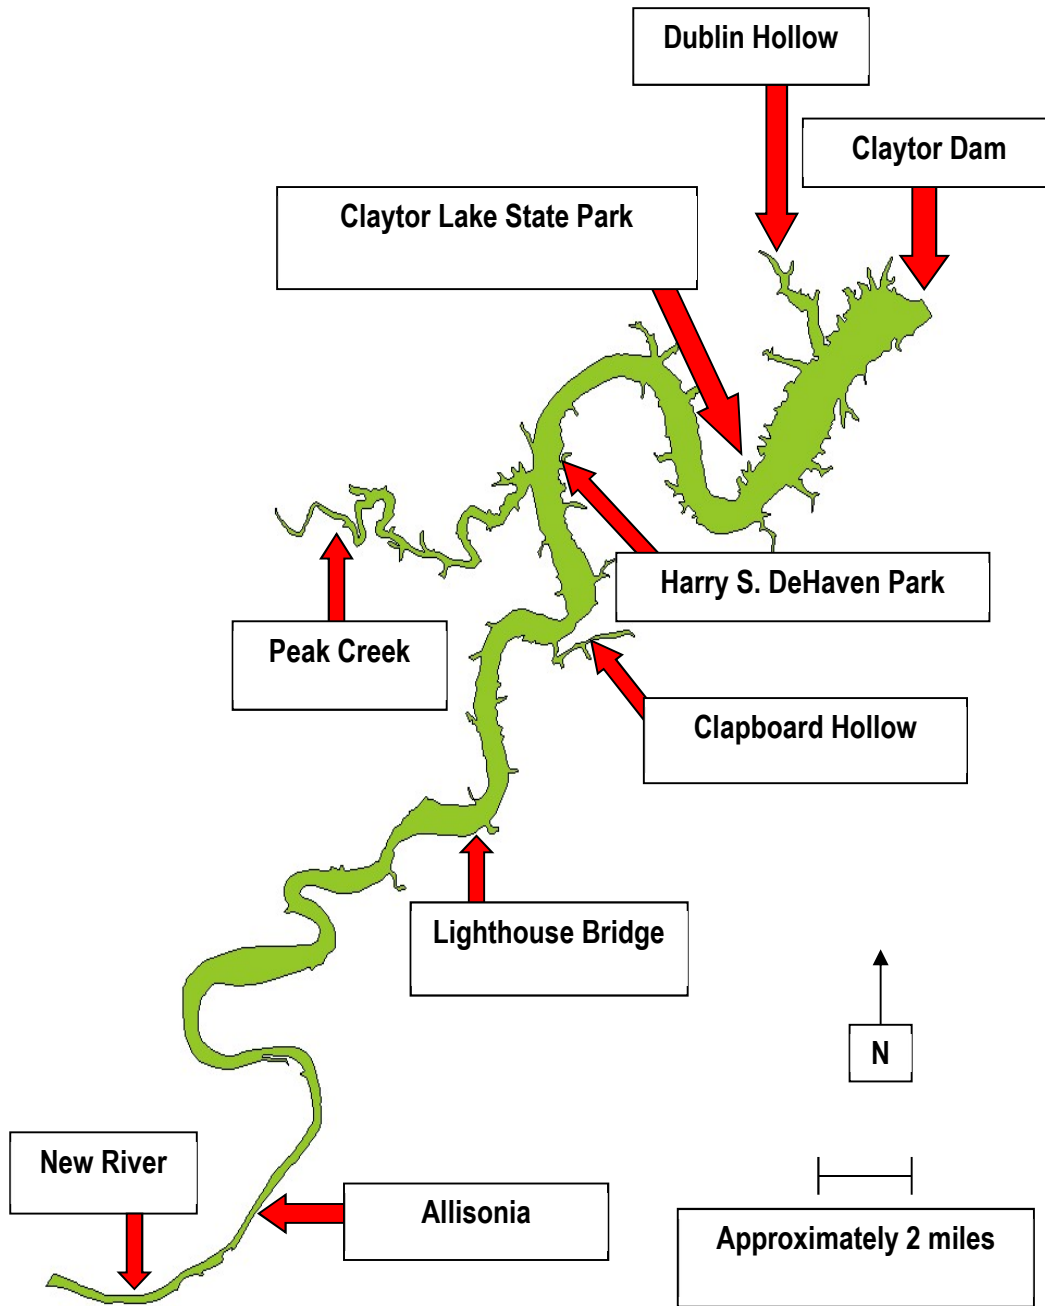 Dublin Hollow
Claytor Dam
Claytor Lake State Park
Harry S. DeHaven Park
Peak Creek
Clapboard Hollow
Lighthouse Bridge
N
New River
Allisonia
Approximately 2 miles